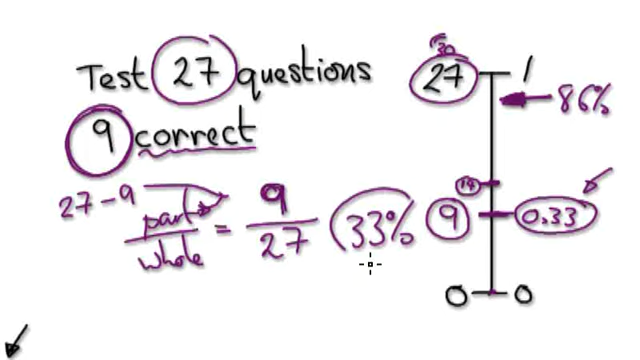 Test 27 questions
9 correct
27 - 9
part/whole = 9/27 33%
30
27 1
86%
14
9 0.33
0 0